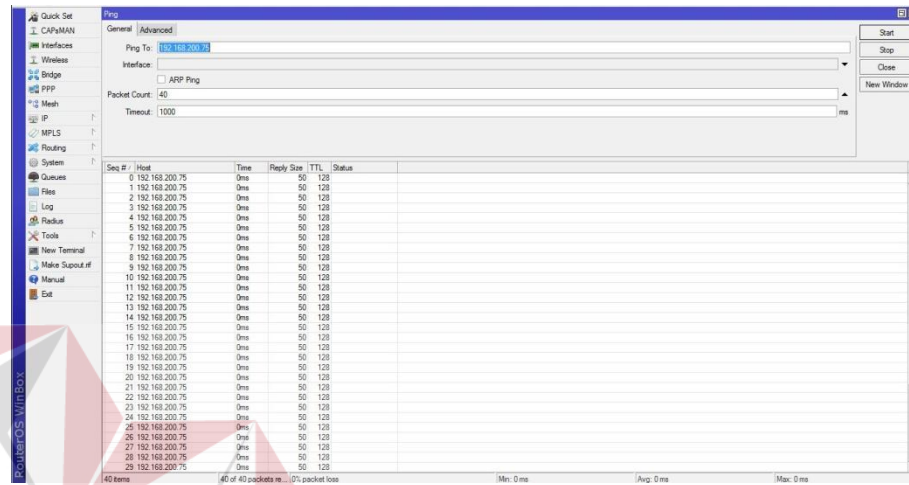 Quick Set
CAPsMAN
Interfaces
Wireless
Bridge
PPP
Mesh
IP
MPLS
Routing
System
Queues
Files
Log
Radius
Tools
New Terminal
Make Supout.rif
Manual
Exit
RouterOS WinBox
Ping
General Advanced
Ping To: 192.168.200.75
Interface:
ARP Ping
Packet Count: 40
Timeout: 1000 ms
Start
Stop
Close
New Window
Seq # Host Time Reply Size TTL Status
0 192.168.200.75 0ms 50 128
1 192.168.200.75 0ms 50 128
2 192.168.200.75 0ms 50 128
3 192.168.200.75 0ms 50 128
4 192.168.200.75 0ms 50 128
5 192.168.200.75 0ms 50 128
6 192.168.200.75 0ms 50 128
7 192.168.200.75 0ms 50 128
8 192.168.200.75 0ms 50 128
9 192.168.200.75 0ms 50 128
10 192.168.200.75 0ms 50 128
11 192.168.200.75 0ms 50 128
12 192.168.200.75 0ms 50 128
13 192.168.200.75 0ms 50 128
14 192.168.200.75 0ms 50 128
15 192.168.200.75 0ms 50 128
16 192.168.200.75 0ms 50 128
17 192.168.200.75 0ms 50 128
18 192.168.200.75 0ms 50 128
19 192.168.200.75 0ms 50 128
20 192.168.200.75 0ms 50 128
21 192.168.200.75 0ms 50 128
22 192.168.200.75 0ms 50 128
23 192.168.200.75 0ms 50 128
24 192.168.200.75 0ms 50 128
25 192.168.200.75 0ms 50 128
26 192.168.200.75 0ms 50 128
27 192.168.200.75 0ms 50 128
28 192.168.200.75 0ms 50 128
29 192.168.200.75 0ms 50 128
40 items 40 of 40 packets re... 0% packet loss Min: 0 ms Avg: 0 ms Max: 0 ms